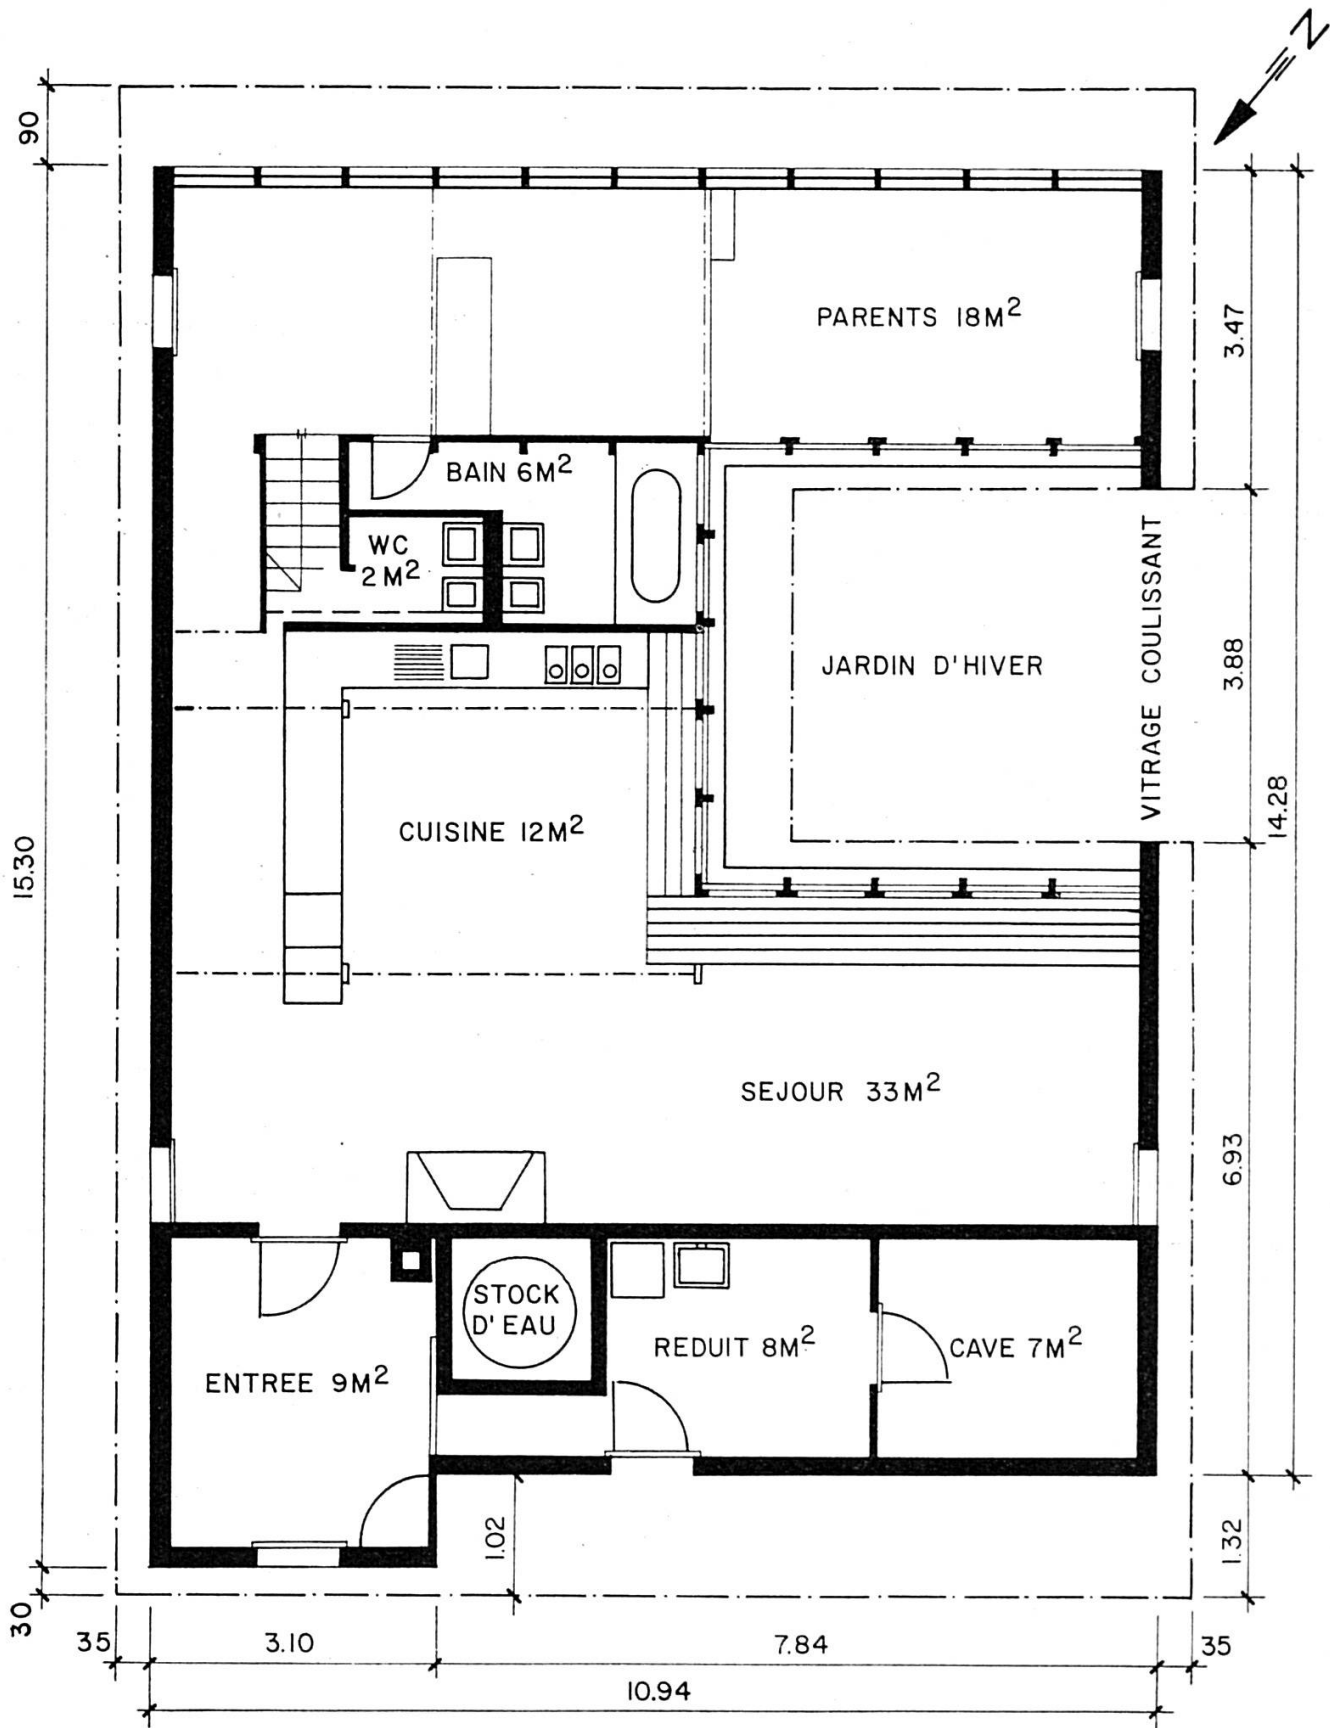 N
90
PARENTS 18M²
3.47
BAIN 6M²
WC
2M²
JARDIN D'HIVER
VITRAGE COULISSANT
3.88
14.28
15.30
CUISINE 12M²
SEJOUR 33M²
6.93
STOCK
D'EAU
REDUIT 8M²
CAVE 7M²
ENTREE 9M²
1.02
1.32
30
35
3.10
7.84
35
10.94